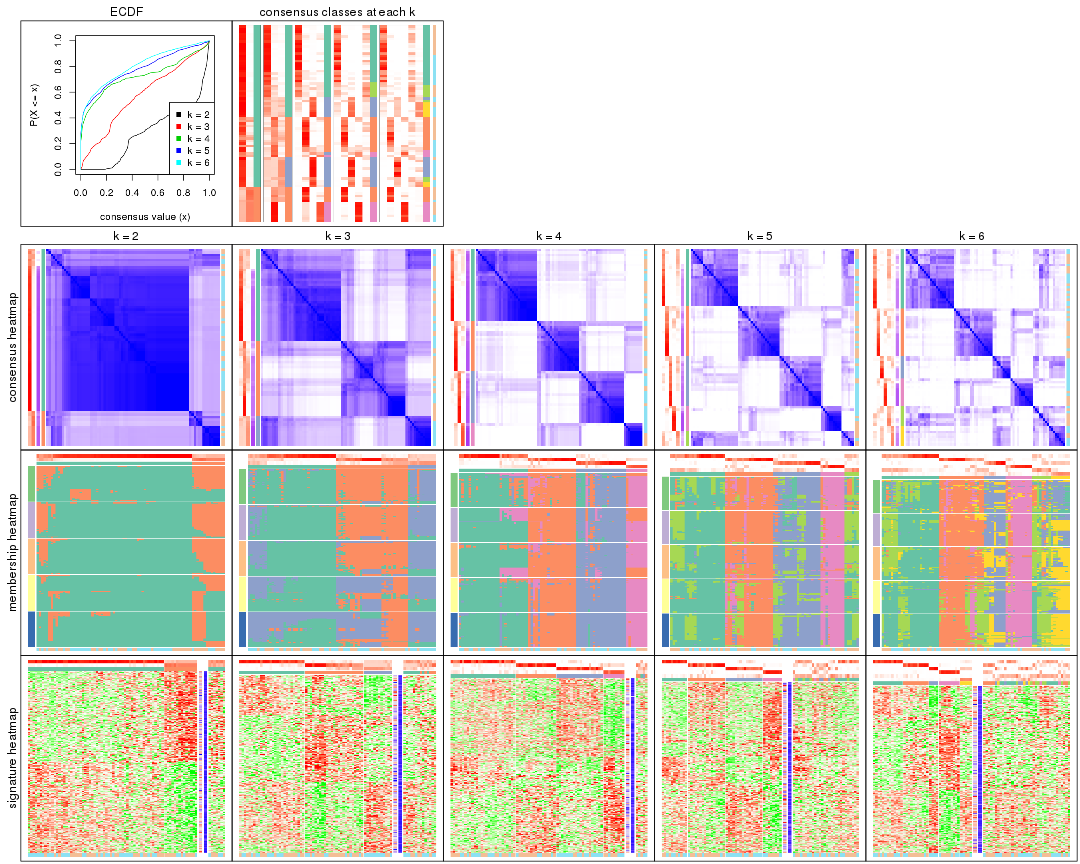 ECDF
consensus classes at each k
P(X <= x)
0.0 0.2 0.4 0.6 0.8 1.0
k = 2
k = 3
k = 4
k = 5
k = 6
0.0 0.2 0.4 0.6 0.8 1.0
consensus value (x)
k = 2 k = 3 k = 4 k = 5 k = 6
consensus heatmap
membership heatmap
signature heatmap